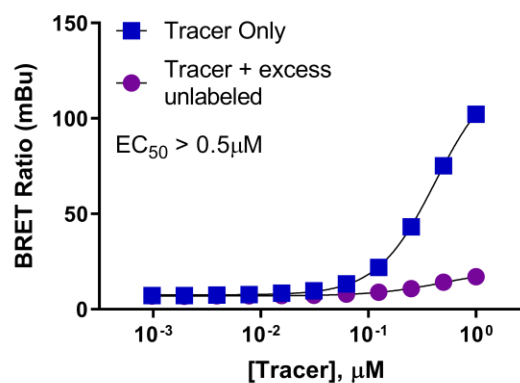 Tracer Only
Tracer + excess
unlabeled
EC50 > 0.5μM
BRET Ratio (mBu)
150
100
50
0
10-3
10-2
10-1
100
[Tracer], μM